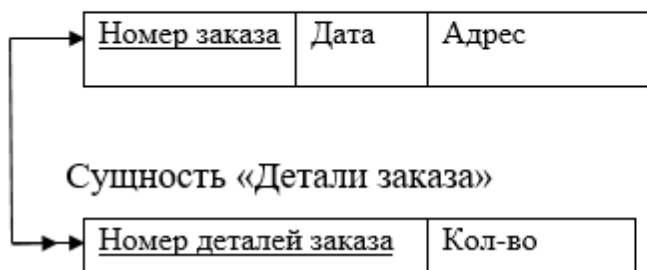 Номер заказа Дата Адрес
Сущность «Детали заказа»
Номер деталей заказа Кол-во